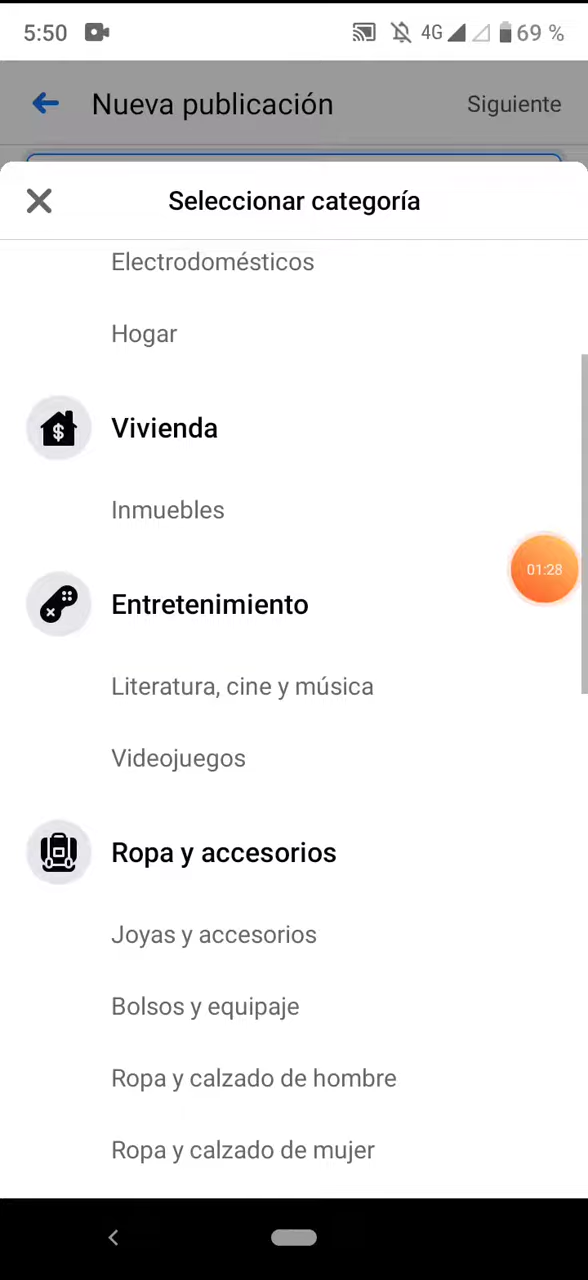 5:50
4G
69 %
Nueva publicación
Siguiente
Seleccionar categoría
Electrodomésticos
Hogar
Vivienda
Inmuebles
01:28
Entretenimiento
Literatura, cine y música
Videojuegos
Ropa y accesorios
Joyas y accesorios
Bolsos y equipaje
Ropa y calzado de hombre
Ropa y calzado de mujer